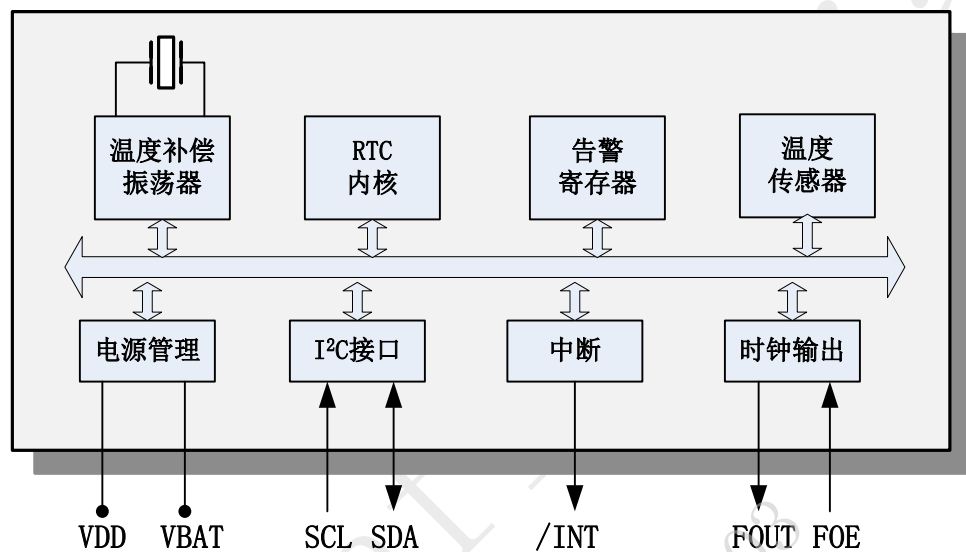 温度补偿
振荡器
RTC
内核
告警
寄存器
温度
传感器
电源管理
I²C接口
中断
时钟输出
VDD
VBAT
SCL
SDA
/INT
FOUT
FOE